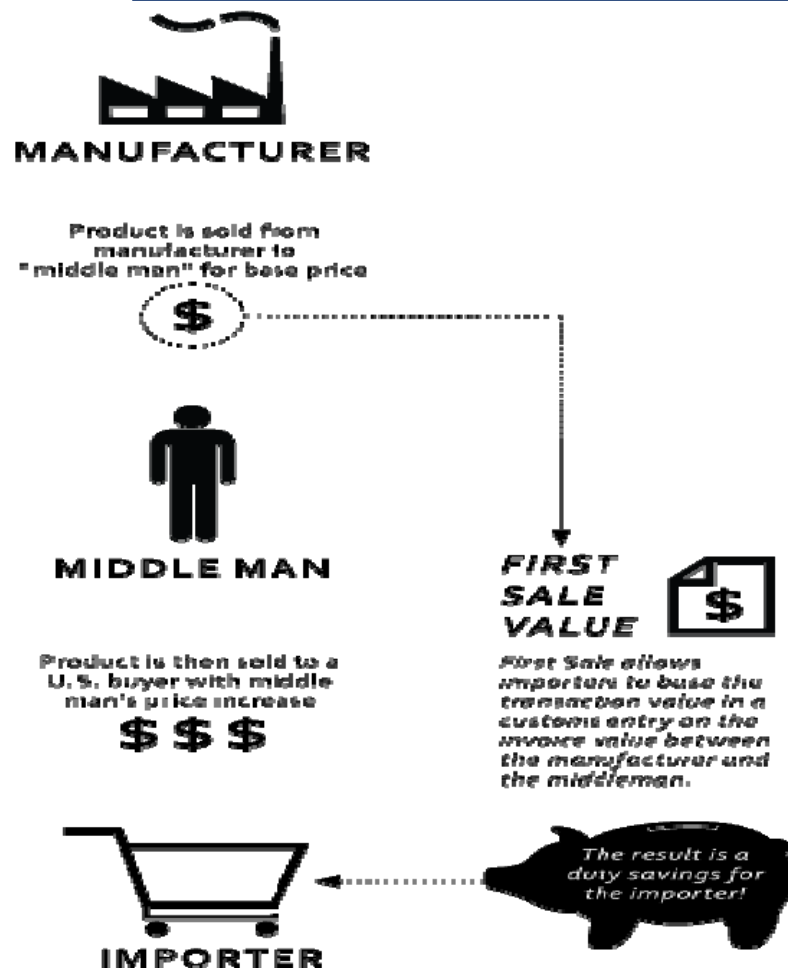 MANUFACTURER
Product is sold from
manufacturer to
"middle man" for base price
$
MIDDLE MAN
Product is then sold to a
U.S. buyer with middle
man's price increase
$ $ $
IMPORTER
FIRST
SALE
VALUE
$
First Sale allows
importers to base the
transaction value in a
customs entry on the
invoice value between
the manufacturer and
the middleman.
The result is a
duty savings for
the importer!